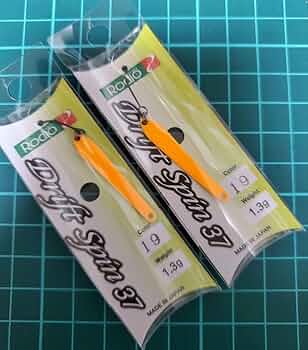 Rodio
Drift Spin 37
Color
19
Weight
1.3g
MADE IN JAPAN
Rodio
Drift Spin 37
Color
19
Weight
1.3g
MADE IN JAPAN